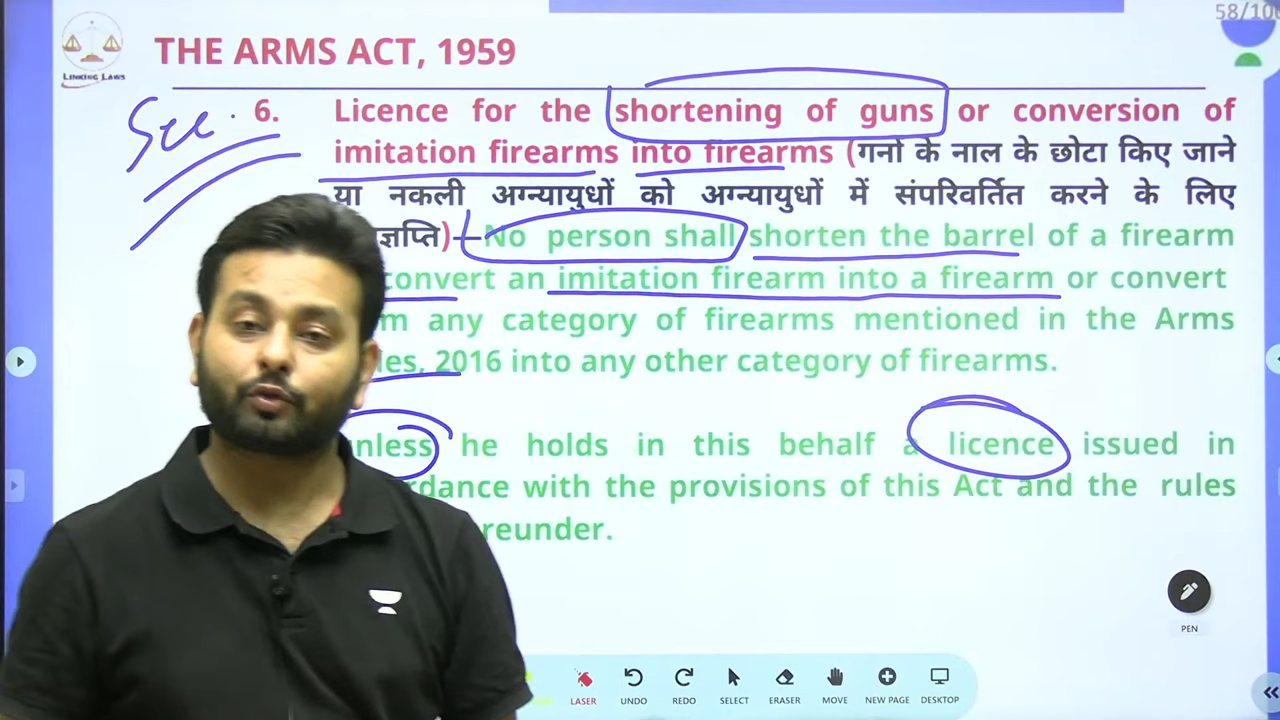 58/100
LINKING LAWS
THE ARMS ACT, 1959
Sec. 6. Licence for the shortening of guns or conversion of
imitation firearms into firearms (गनों के नाल के छोटा किए जाने
या नकली अग्न्यायुधों को अग्न्यायुधों में संपरिवर्तित करने के लिए
ज्ञप्ति)—No person shall shorten the barrel of a firearm
convert an imitation firearm into a firearm or convert
any category of firearms mentioned in the Arms
2016 into any other category of firearms.
unless he holds in this behalf a licence issued in
with the provisions of this Act and the rules
PEN
LASER UNDO REDO SELECT ERASER MOVE NEW PAGE DESKTOP